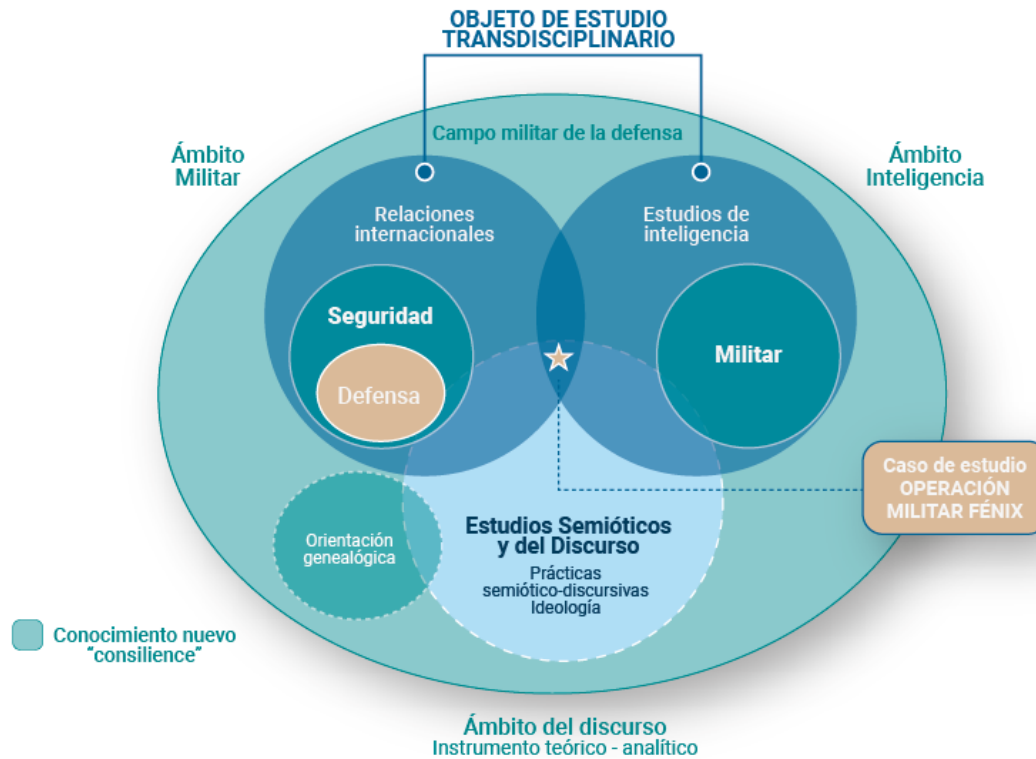 OBJETO DE ESTUDIO
TRANSDISCIPLINARIO
Campo militar de la defensa
Ámbito
Militar
Ámbito
Inteligencia
Relaciones
internacionales
Estudios de
inteligencia
Seguridad
Defensa
Militar
Caso de estudio
OPERACIÓN
MILITAR FÉNIX
Orientación
genealógica
Estudios Semióticos
y del Discurso
Prácticas
semiótico-discursivas
Ideología
Conocimiento nuevo
“consilience”
Ámbito del discurso
Instrumento teórico - analítico